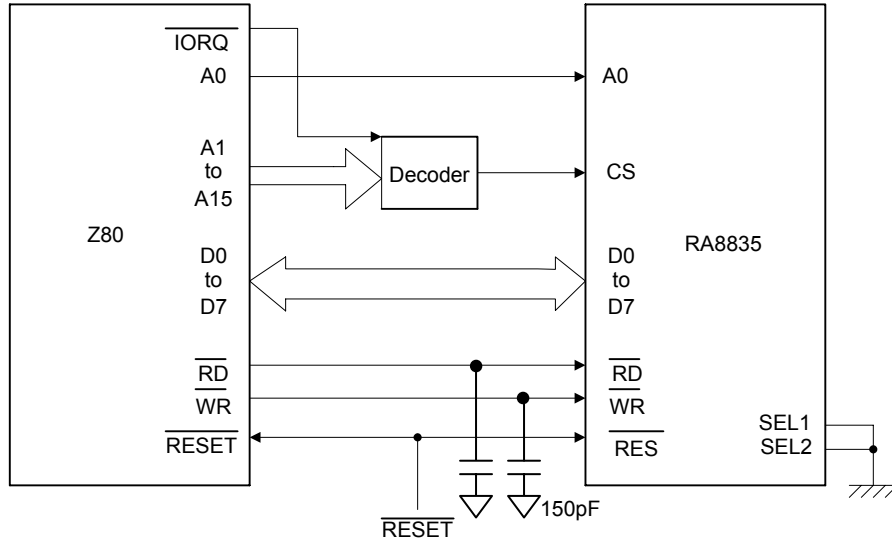 IORQ
A0
A1
to
A15
Z80
D0
to
D7
RD
WR
RESET
Decoder
A0
CS
RA8835
D0
to
D7
RD
WR
RES
SEL1
SEL2
150pF
RESET